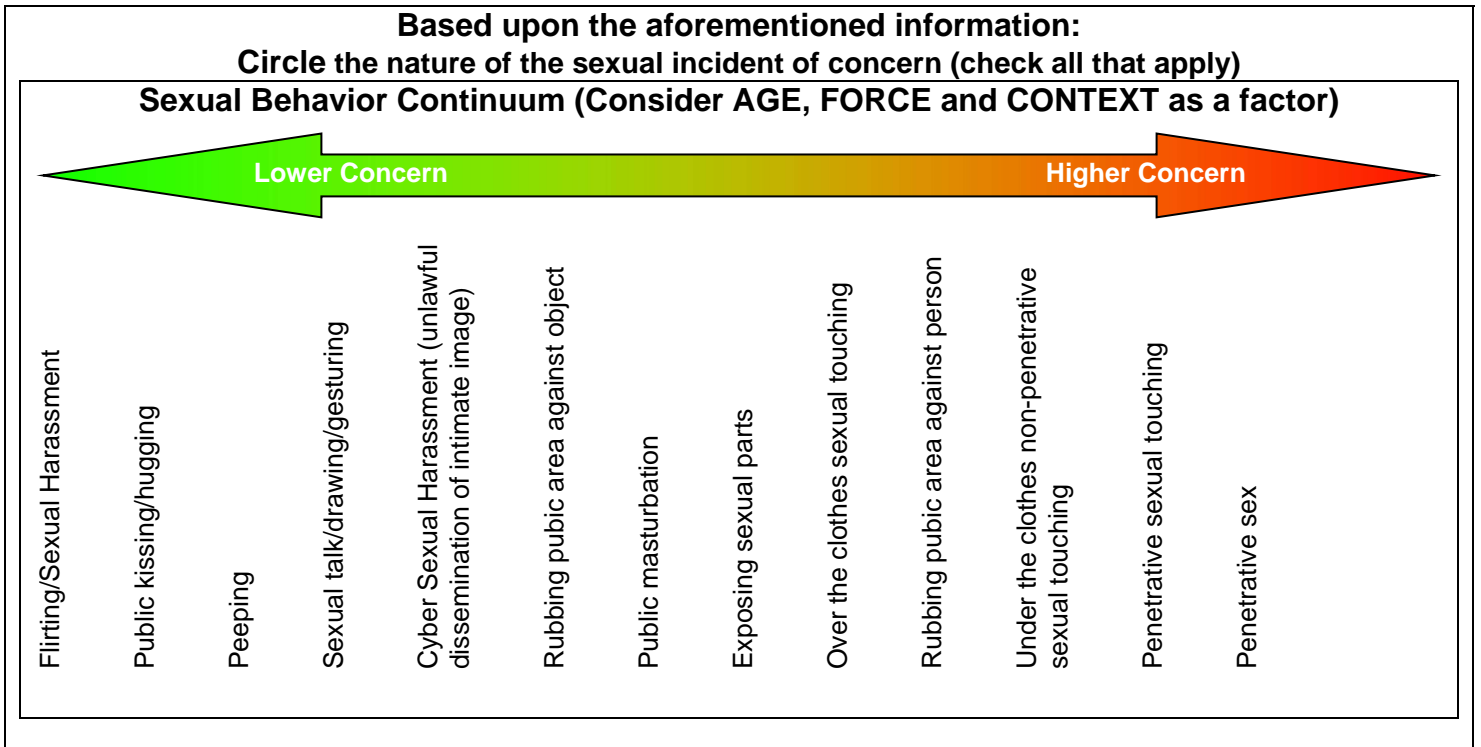 Based upon the aforementioned information:
Circle the nature of the sexual incident of concern (check all that apply)
Sexual Behavior Continuum (Consider AGE, FORCE and CONTEXT as a factor)
Lower Concern
Higher Concern
Flirting/Sexual Harassment
Public kissing/hugging
Peeping
Sexual talk/drawing/gesturing
Cyber Sexual Harassment (unlawful
dissemination of intimate image)
Rubbing pubic area against object
Public masturbation
Exposing sexual parts
Over the clothes sexual touching
Rubbing pubic area against person
Under the clothes non-penetrative
sexual touching
Penetrative sexual touching
Penetrative sex